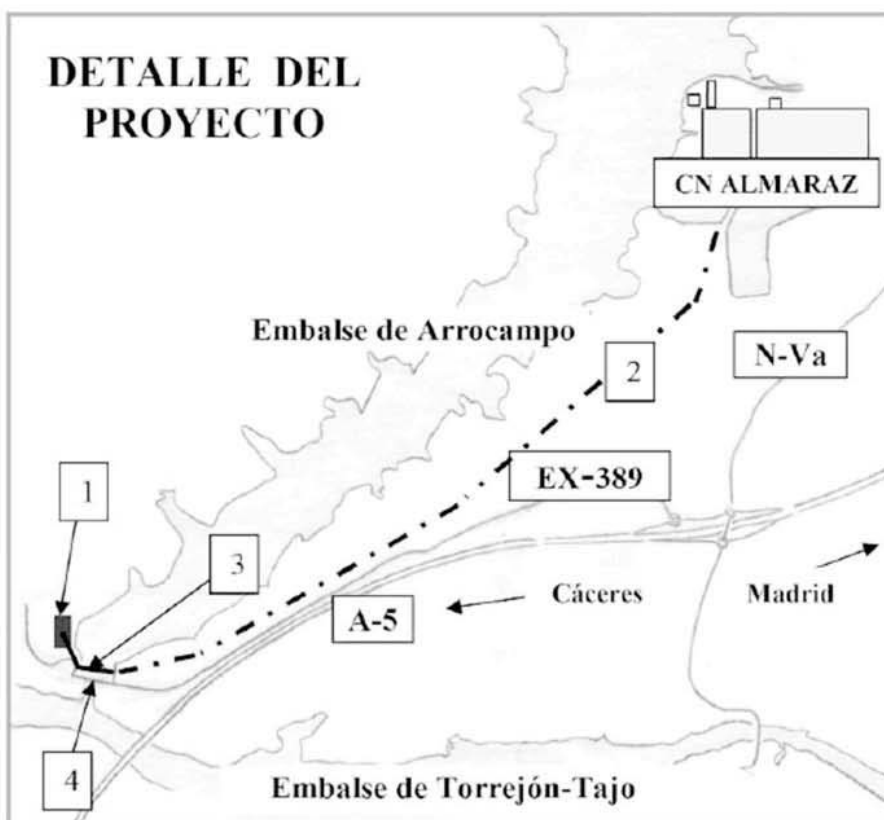 DETALLE DEL
PROYECTO
CN ALMARAZ
Embalse de Arrocampo
2
N-Va
EX-389
1
3
A-5
Cáceres
Madrid
4
Embalse de Torrejón-Tajo